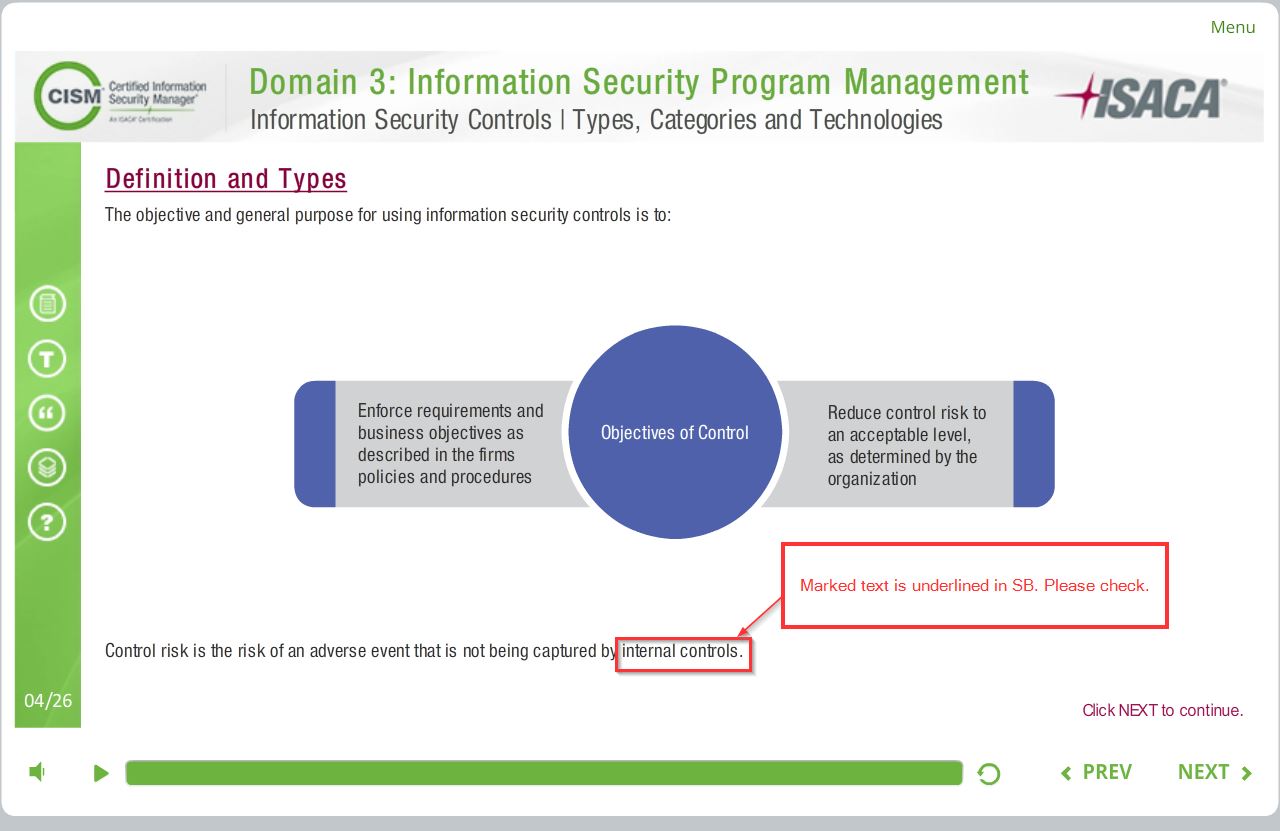 Menu
CISM
Certified Information
Security Manager®
An ISACA® Certification
Domain 3: Information Security Program Management
Information Security Controls | Types, Categories and Technologies
ISACA®
Definition and Types
The objective and general purpose for using information security controls is to:
T
“
?
Enforce requirements and
business objectives as
described in the firms
policies and procedures
Objectives of Control
Reduce control risk to
an acceptable level,
as determined by the
organization
Marked text is underlined in SB. Please check.
Control risk is the risk of an adverse event that is not being captured by internal controls.
04/26
Click NEXT to continue.
PREV
NEXT